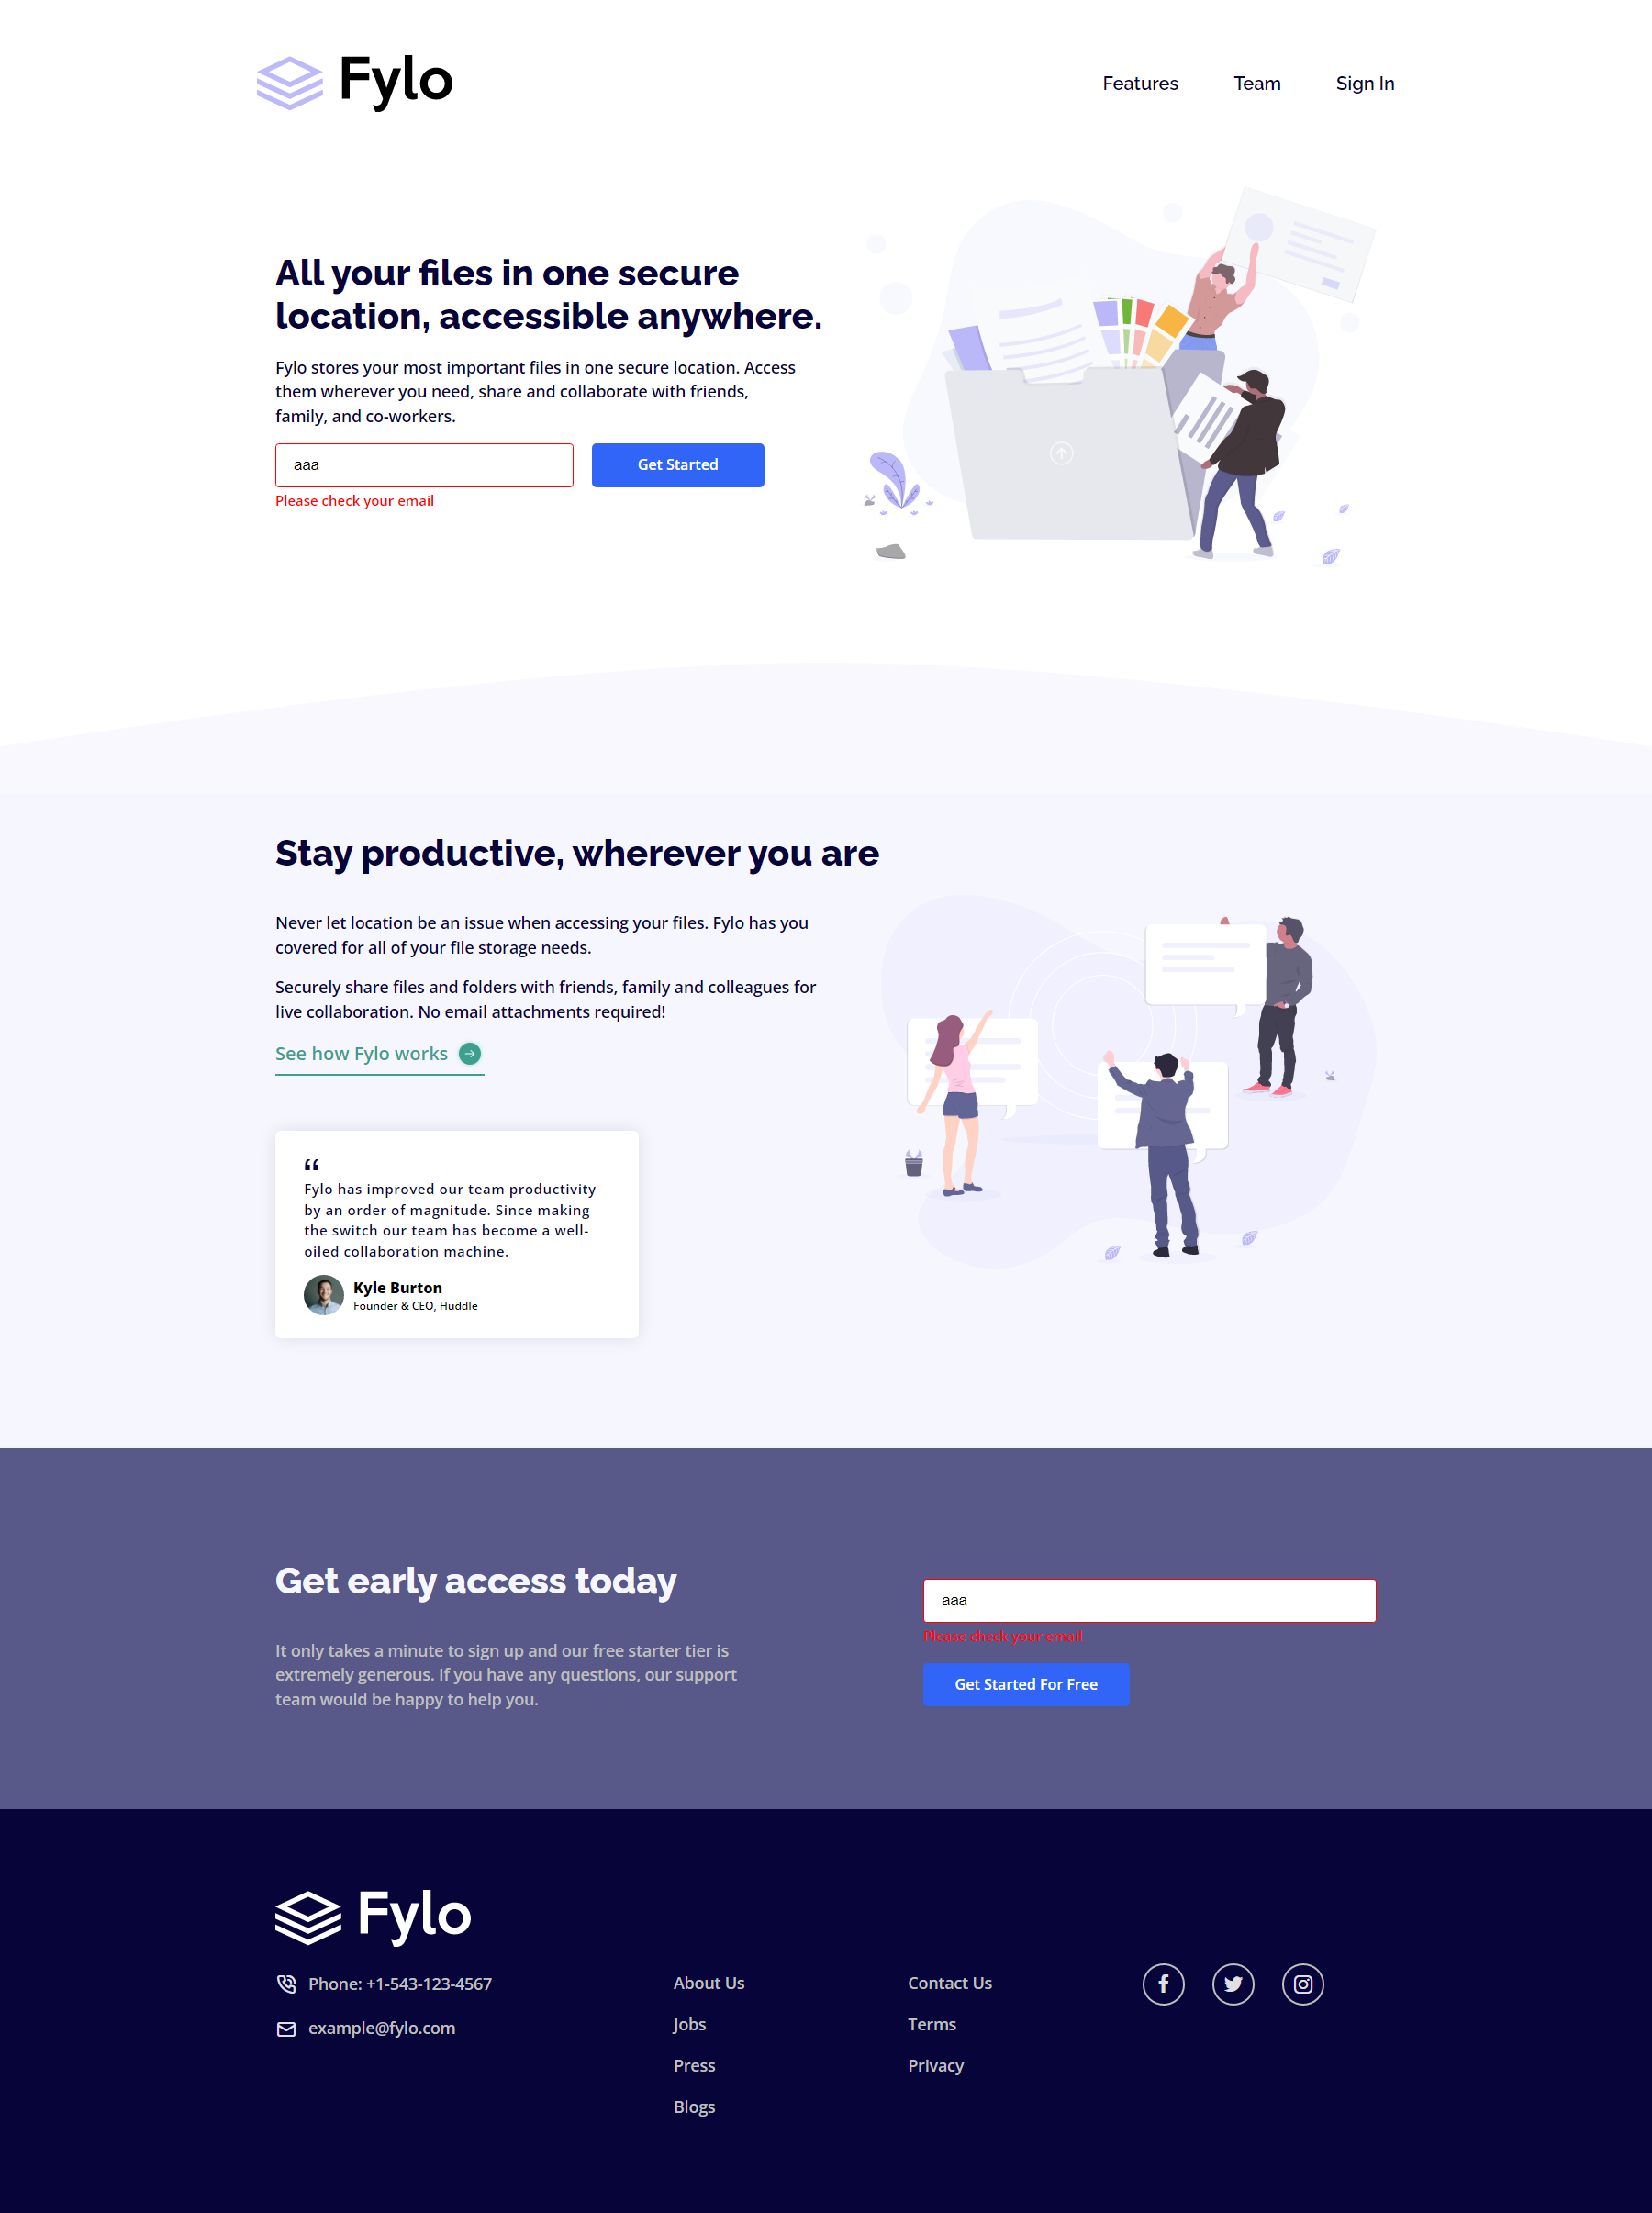 Fylo
Features
Team
Sign In
All your files in one secure
location, accessible anywhere.
Fylo stores your most important files in one secure location. Access
them wherever you need, share and collaborate with friends,
family, and co-workers.
aaa
Get Started
Please check your email
Stay productive, wherever you are
Never let location be an issue when accessing your files. Fylo has you
covered for all of your file storage needs.
Securely share files and folders with friends, family and colleagues for
live collaboration. No email attachments required!
See how Fylo works
“
Fylo has improved our team productivity
by an order of magnitude. Since making
the switch our team has become a well-
oiled collaboration machine.
Kyle Burton
Founder & CEO, Huddle
Get early access today
It only takes a minute to sign up and our free starter tier is
extremely generous. If you have any questions, our support
team would be happy to help you.
aaa
Please check your email
Get Started For Free
Fylo
Phone: +1-543-123-4567
example@fylo.com
About Us
Jobs
Press
Blogs
Contact Us
Terms
Privacy